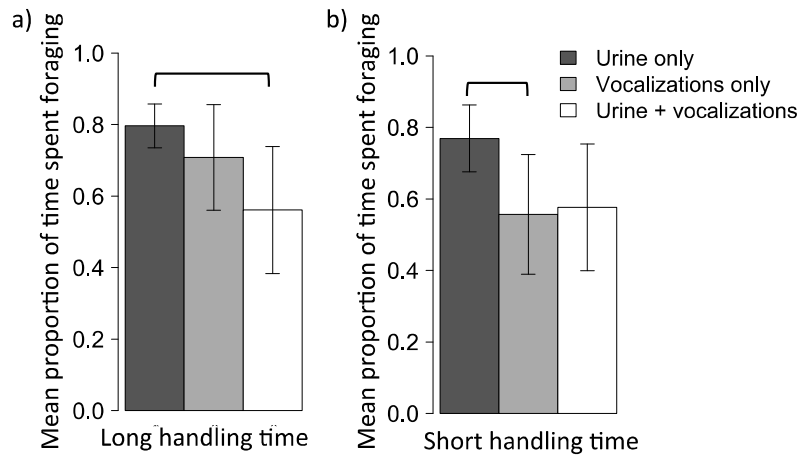 a)
Mean proportion of time spent foraging
1.0
0.8
0.6
0.4
0.2
0.0
Long handling time
b)
Mean proportion of time spent foraging
1.0
0.8
0.6
0.4
0.2
0.0
Short handling time
Urine only
Vocalizations only
Urine + vocalizations